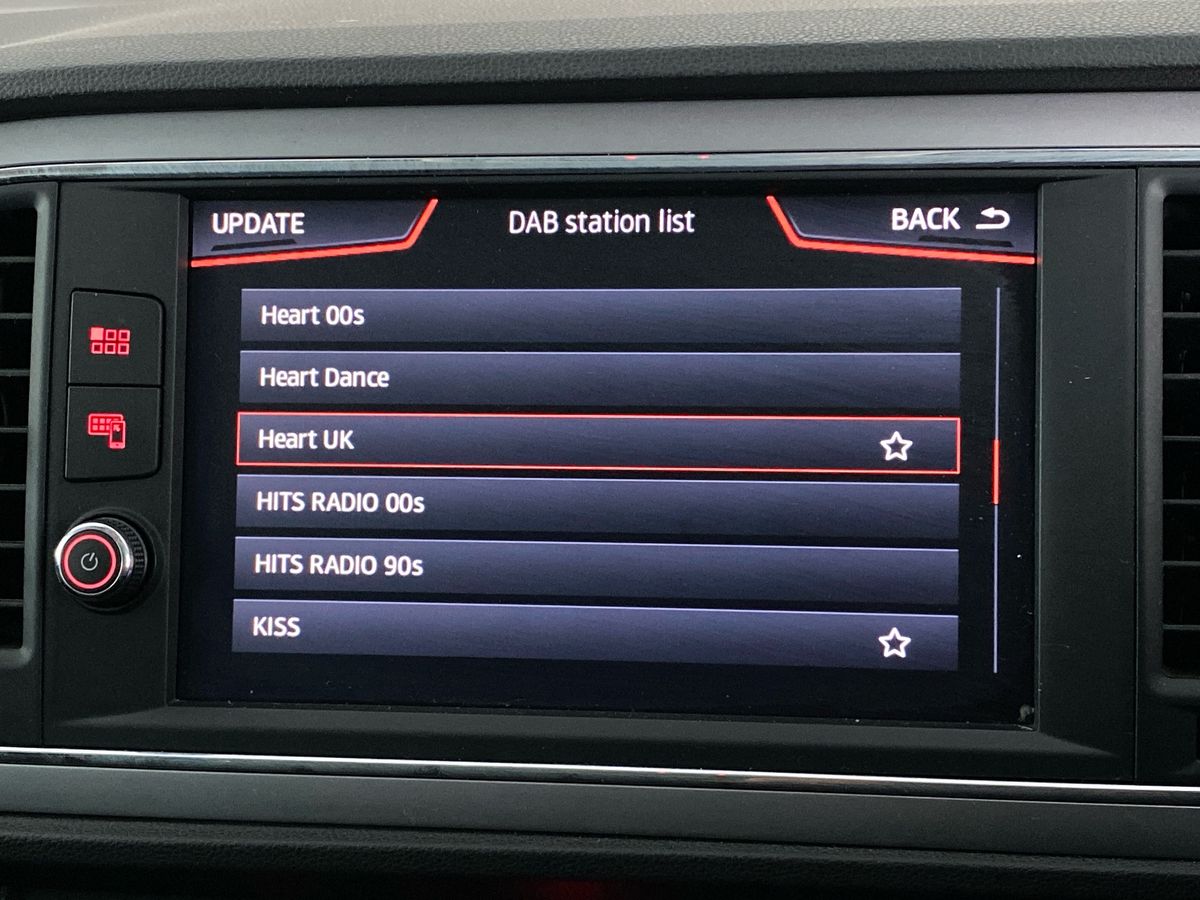 UPDATE
DAB station list
BACK
Heart 00s
Heart Dance
Heart UK
HITS RADIO 00s
HITS RADIO 90s
KISS